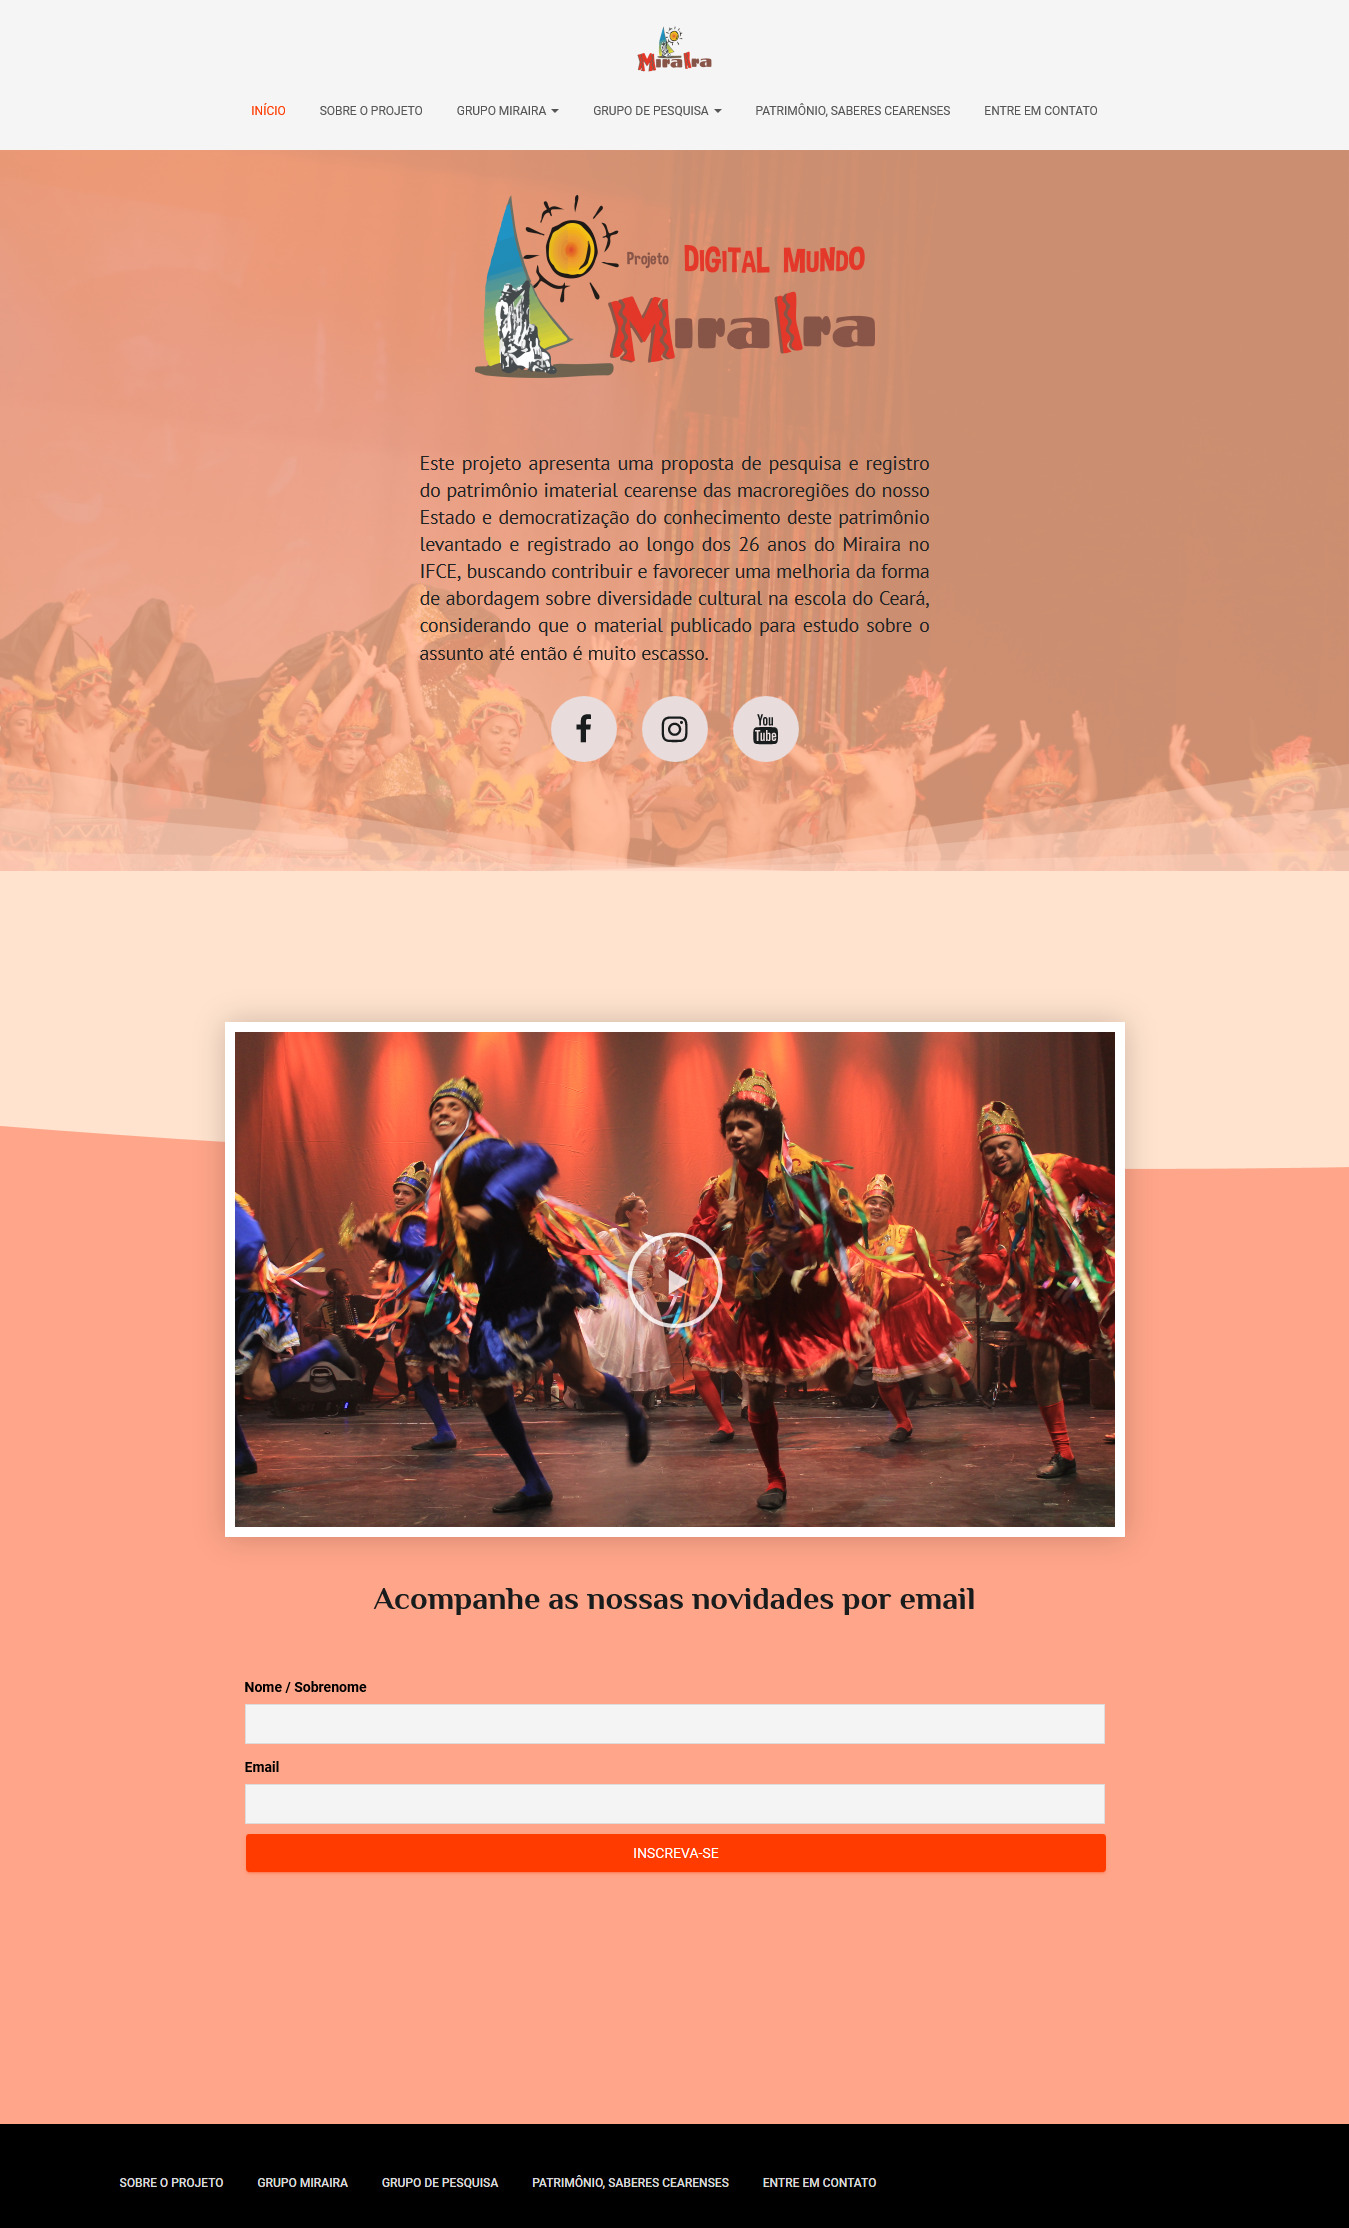 MiraIra
INÍCIO SOBRE O PROJETO GRUPO MIRAIRA GRUPO DE PESQUISA PATRIMÔNIO, SABERES CEARENSES ENTRE EM CONTATO
Projeto DIGITAL MUNDO
MiraIra
Este projeto apresenta uma proposta de pesquisa e registro
do patrimônio imaterial cearense das macroregiões do nosso
Estado e democratização do conhecimento deste patrimônio
levantado e registrado ao longo dos 26 anos do Miraira no
IFCE, buscando contribuir e favorecer uma melhoria da forma
de abordagem sobre diversidade cultural na escola do Ceará,
considerando que o material publicado para estudo sobre o
assunto até então é muito escasso.
You
Tube
Acompanhe as nossas novidades por email
Nome / Sobrenome
Email
INSCREVA-SE
SOBRE O PROJETO GRUPO MIRAIRA GRUPO DE PESQUISA PATRIMÔNIO, SABERES CEARENSES ENTRE EM CONTATO